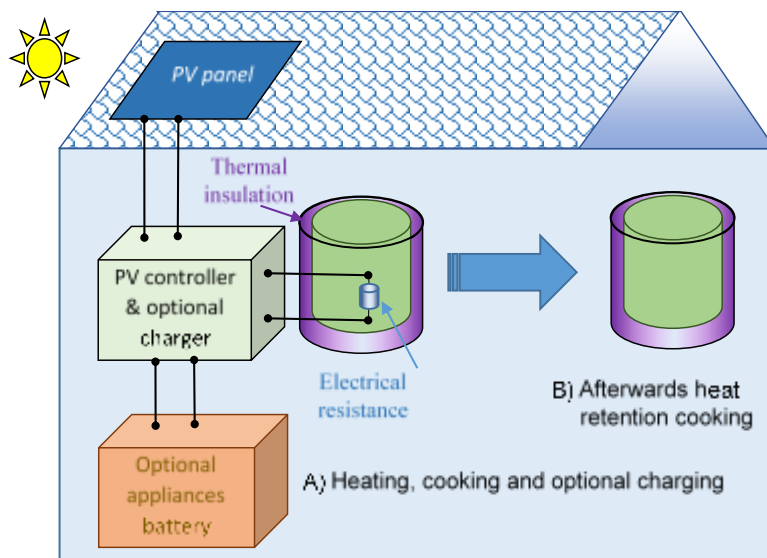 PV panel
Thermal
insulation
PV controller
& optional
charger
Electrical
resistance
B) Afterwards heat
retention cooking
Optional
appliances
battery
A) Heating, cooking and optional charging